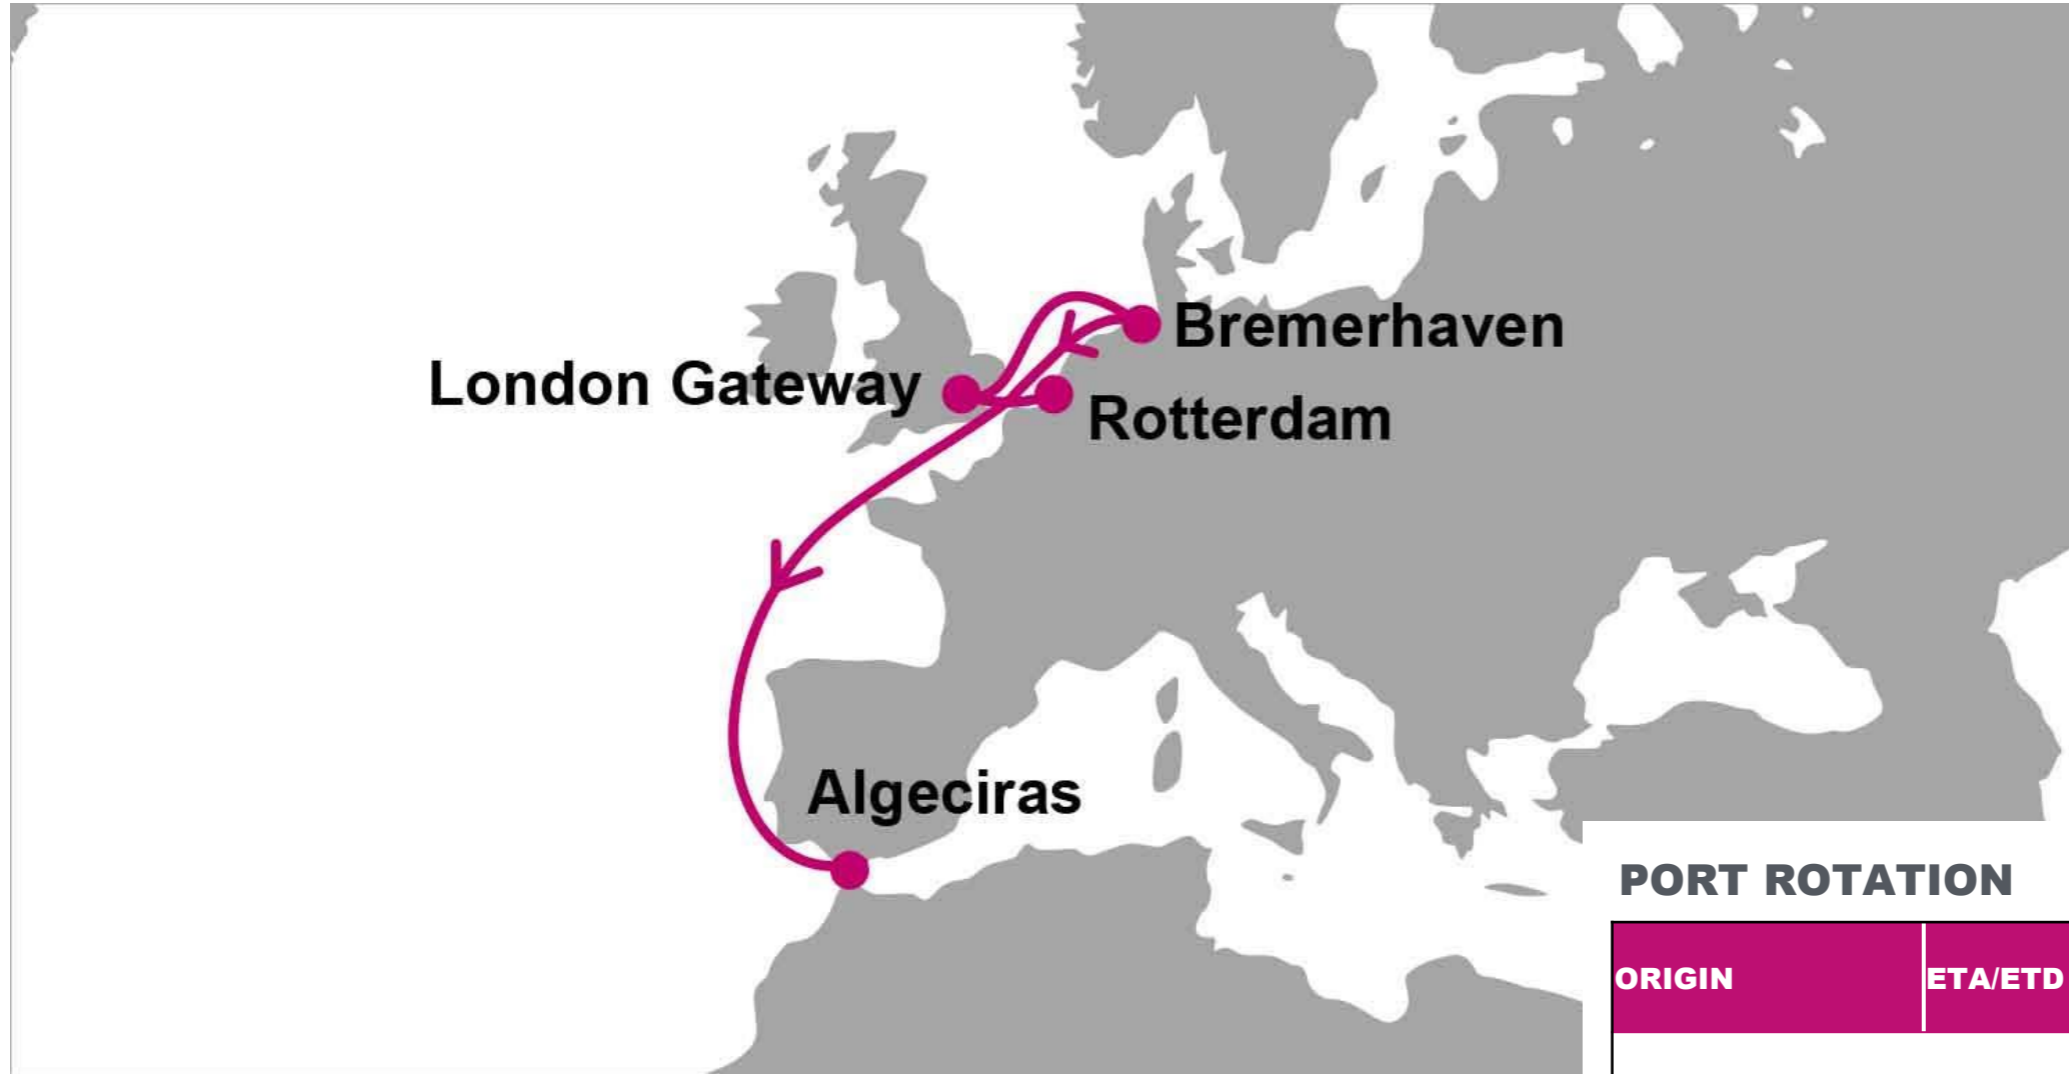 Bremerhaven
London Gateway
Rotterdam
Algeciras
PORT ROTATION
ORIGIN
ETA/ETD